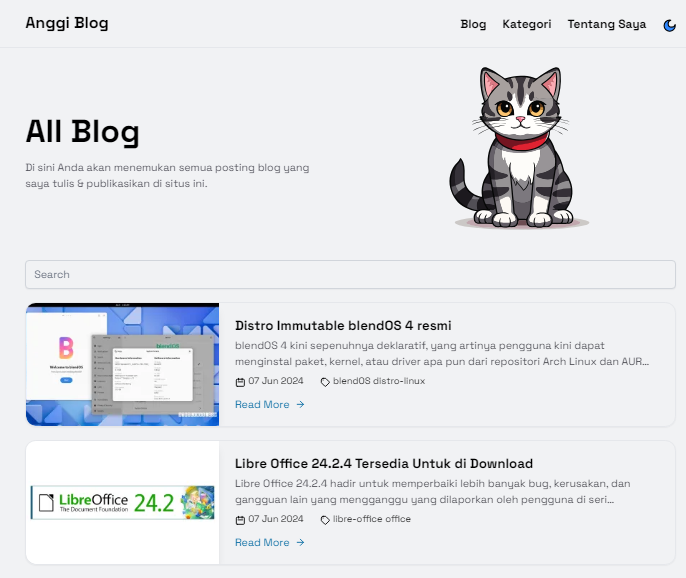 Anggi Blog
Blog Kategori Tentang Saya
All Blog
Di sini Anda akan menemukan semua posting blog yang
saya tulis & publikasikan di situs ini.
Search
B
Distro Immutable blendOS 4 resmi
blendOS 4 kini sepenuhnya deklaratif, yang artinya pengguna kini dapat
menginstal paket, kernel, atau driver apa pun dari repositori Arch Linux dan AUR...
07 Jun 2024 blendOS distro-linux
Read More →
LibreOffice 24.2
The Document Foundation
Libre Office 24.2.4 Tersedia Untuk di Download
Libre Office 24.2.4 hadir untuk memperbaiki lebih banyak bug, kerusakan, dan
gangguan lain yang mengganggu yang dilaporkan oleh pengguna di seri...
07 Jun 2024 libre-office office
Read More →